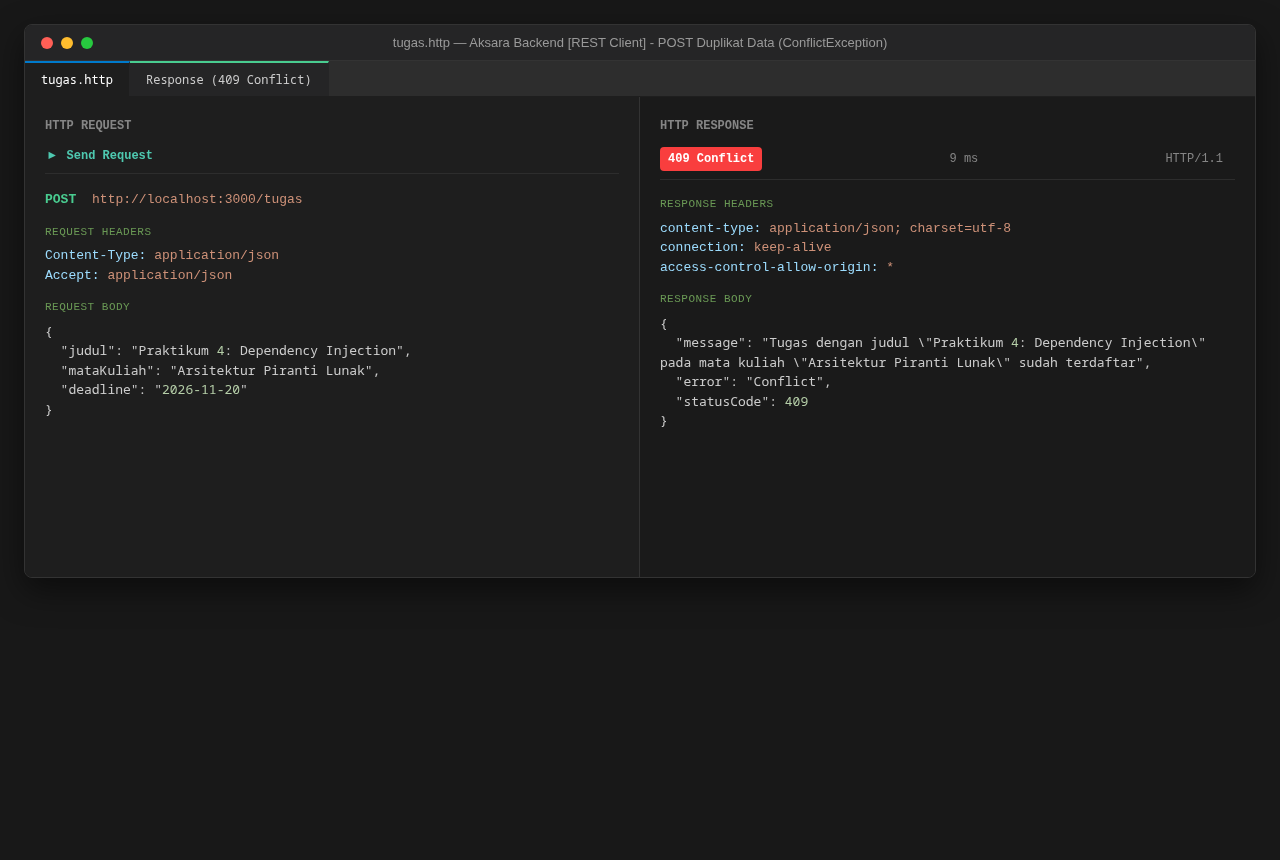 tugas.http — Aksara Backend [REST Client] - POST Duplikat Data (ConflictException)
tugas.http
Response (409 Conflict)
HTTP REQUEST
► Send Request
POST http://localhost:3000/tugas
REQUEST HEADERS
Content-Type: application/json
Accept: application/json
REQUEST BODY
{
  "judul": "Praktikum 4: Dependency Injection",
  "mataKuliah": "Arsitektur Piranti Lunak",
  "deadline": "2026-11-20"
}
HTTP RESPONSE
409 Conflict 9 ms HTTP/1.1
RESPONSE HEADERS
content-type: application/json; charset=utf-8
connection: keep-alive
access-control-allow-origin: *
RESPONSE BODY
{
  "message": "Tugas dengan judul \"Praktikum 4: Dependency Injection\"
pada mata kuliah \"Arsitektur Piranti Lunak\" sudah terdaftar",
  "error": "Conflict",
  "statusCode": 409
}